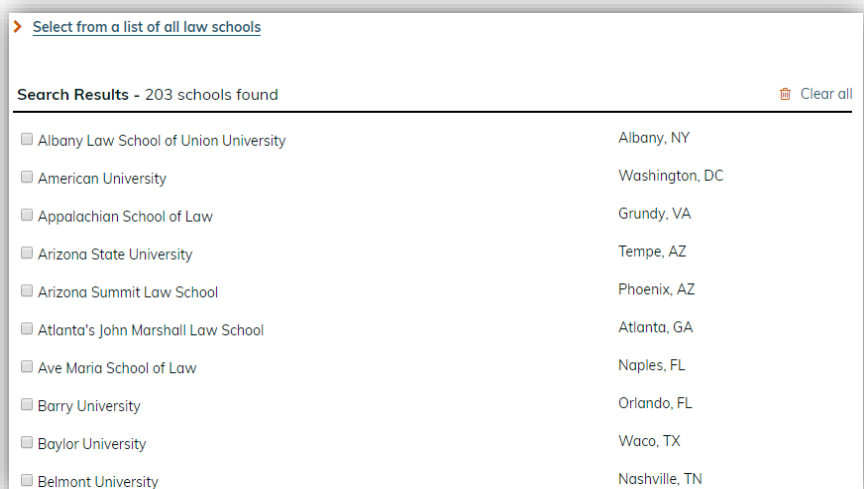 Select from a list of all law schools
Search Results - 203 schools found Clear all
Albany Law School of Union University Albany, NY
American University Washington, DC
Appalachian School of Law Grundy, VA
Arizona State University Tempe, AZ
Arizona Summit Law School Phoenix, AZ
Atlanta's John Marshall Law School Atlanta, GA
Ave Maria School of Law Naples, FL
Barry University Orlando, FL
Baylor University Waco, TX
Belmont University Nashville, TN